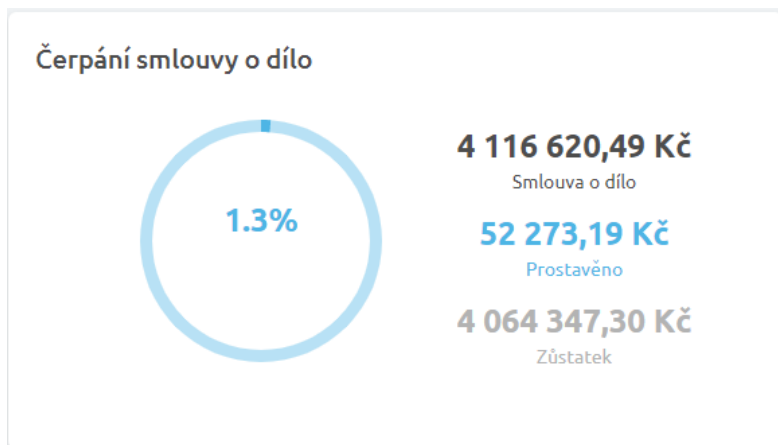 Čerpání smlouvy o dílo
1.3%
4 116 620,49 Kč
Smlouva o dílo
52 273,19 Kč
Prostavěno
4 064 347,30 Kč
Zůstatek